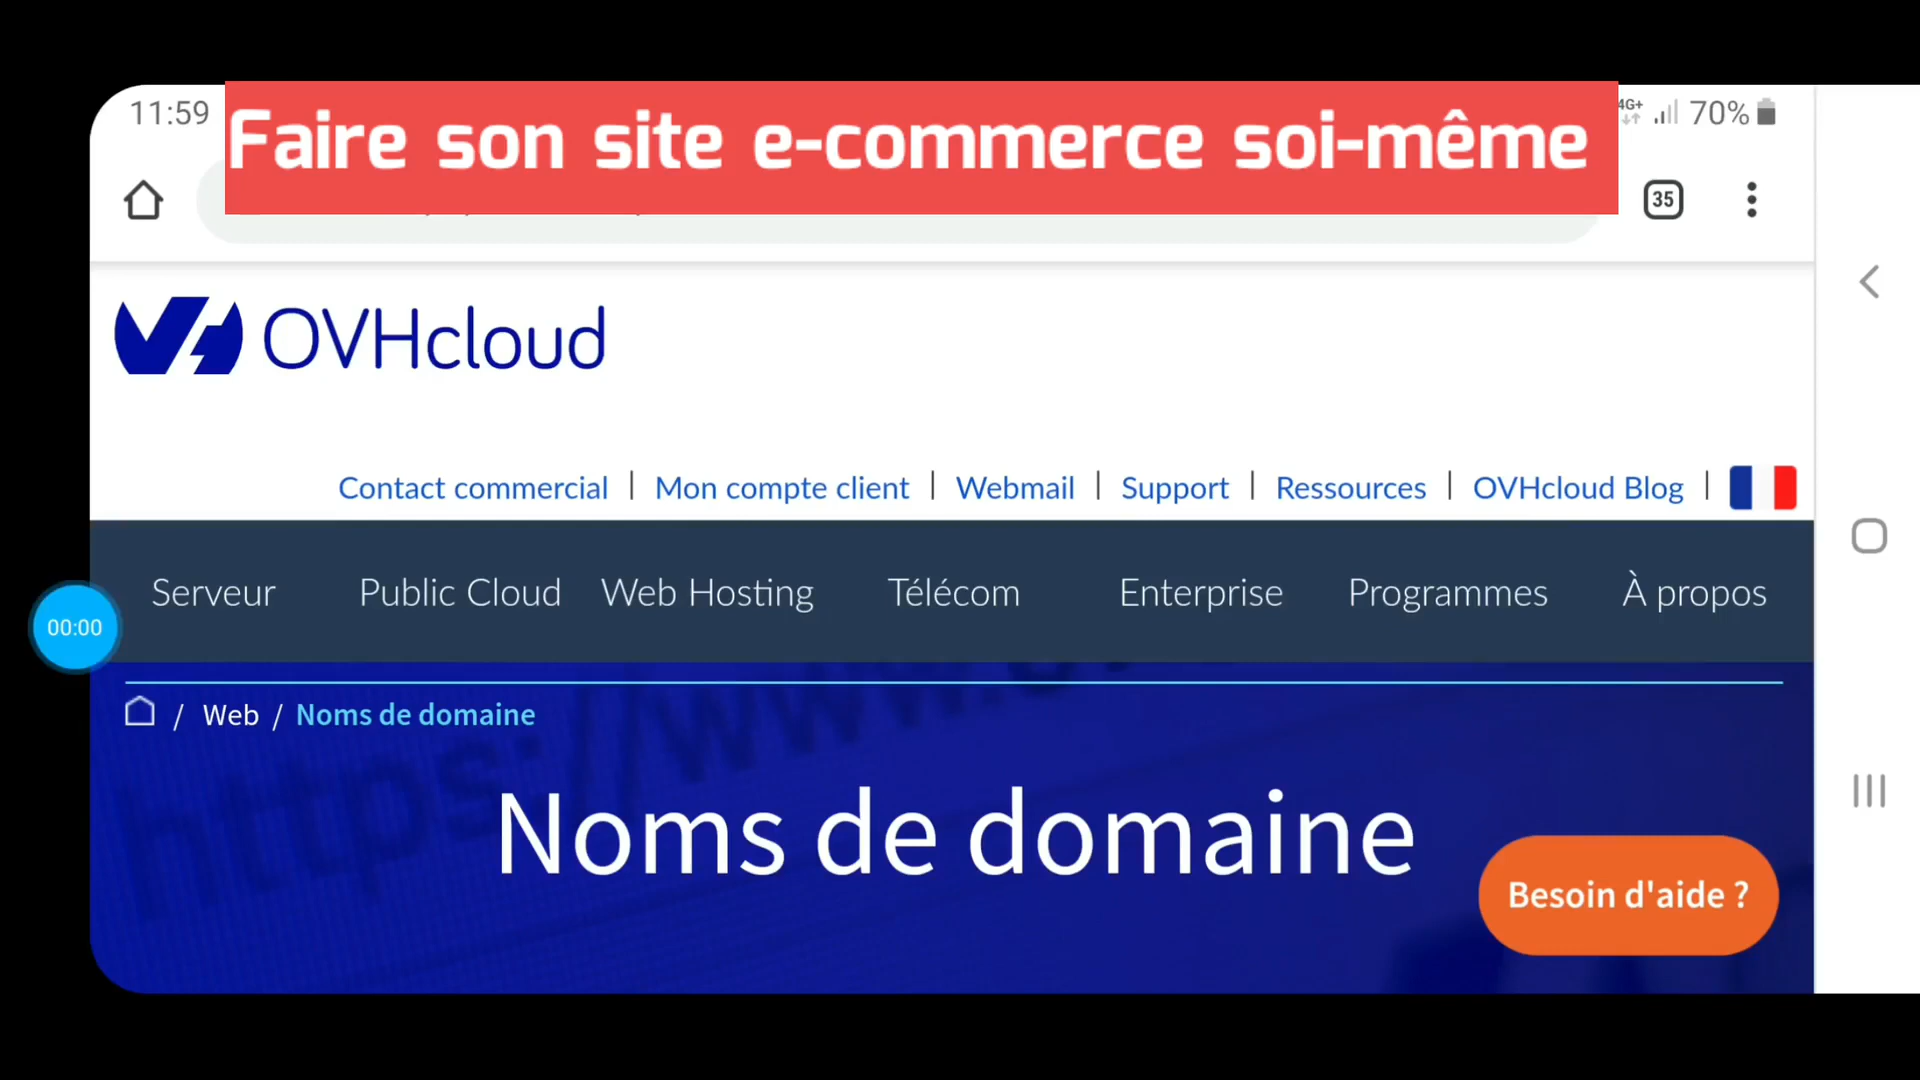 11:59
Faire son site e-commerce soi-même
4G+
70%
35
OVHcloud
Contact commercial | Mon compte client | Webmail | Support | Ressources | OVHcloud Blog |
Serveur Public Cloud Web Hosting Télécom Enterprise Programmes À propos
00:00
/ Web / Noms de domaine
https://www.
Noms de domaine
Besoin d'aide ?